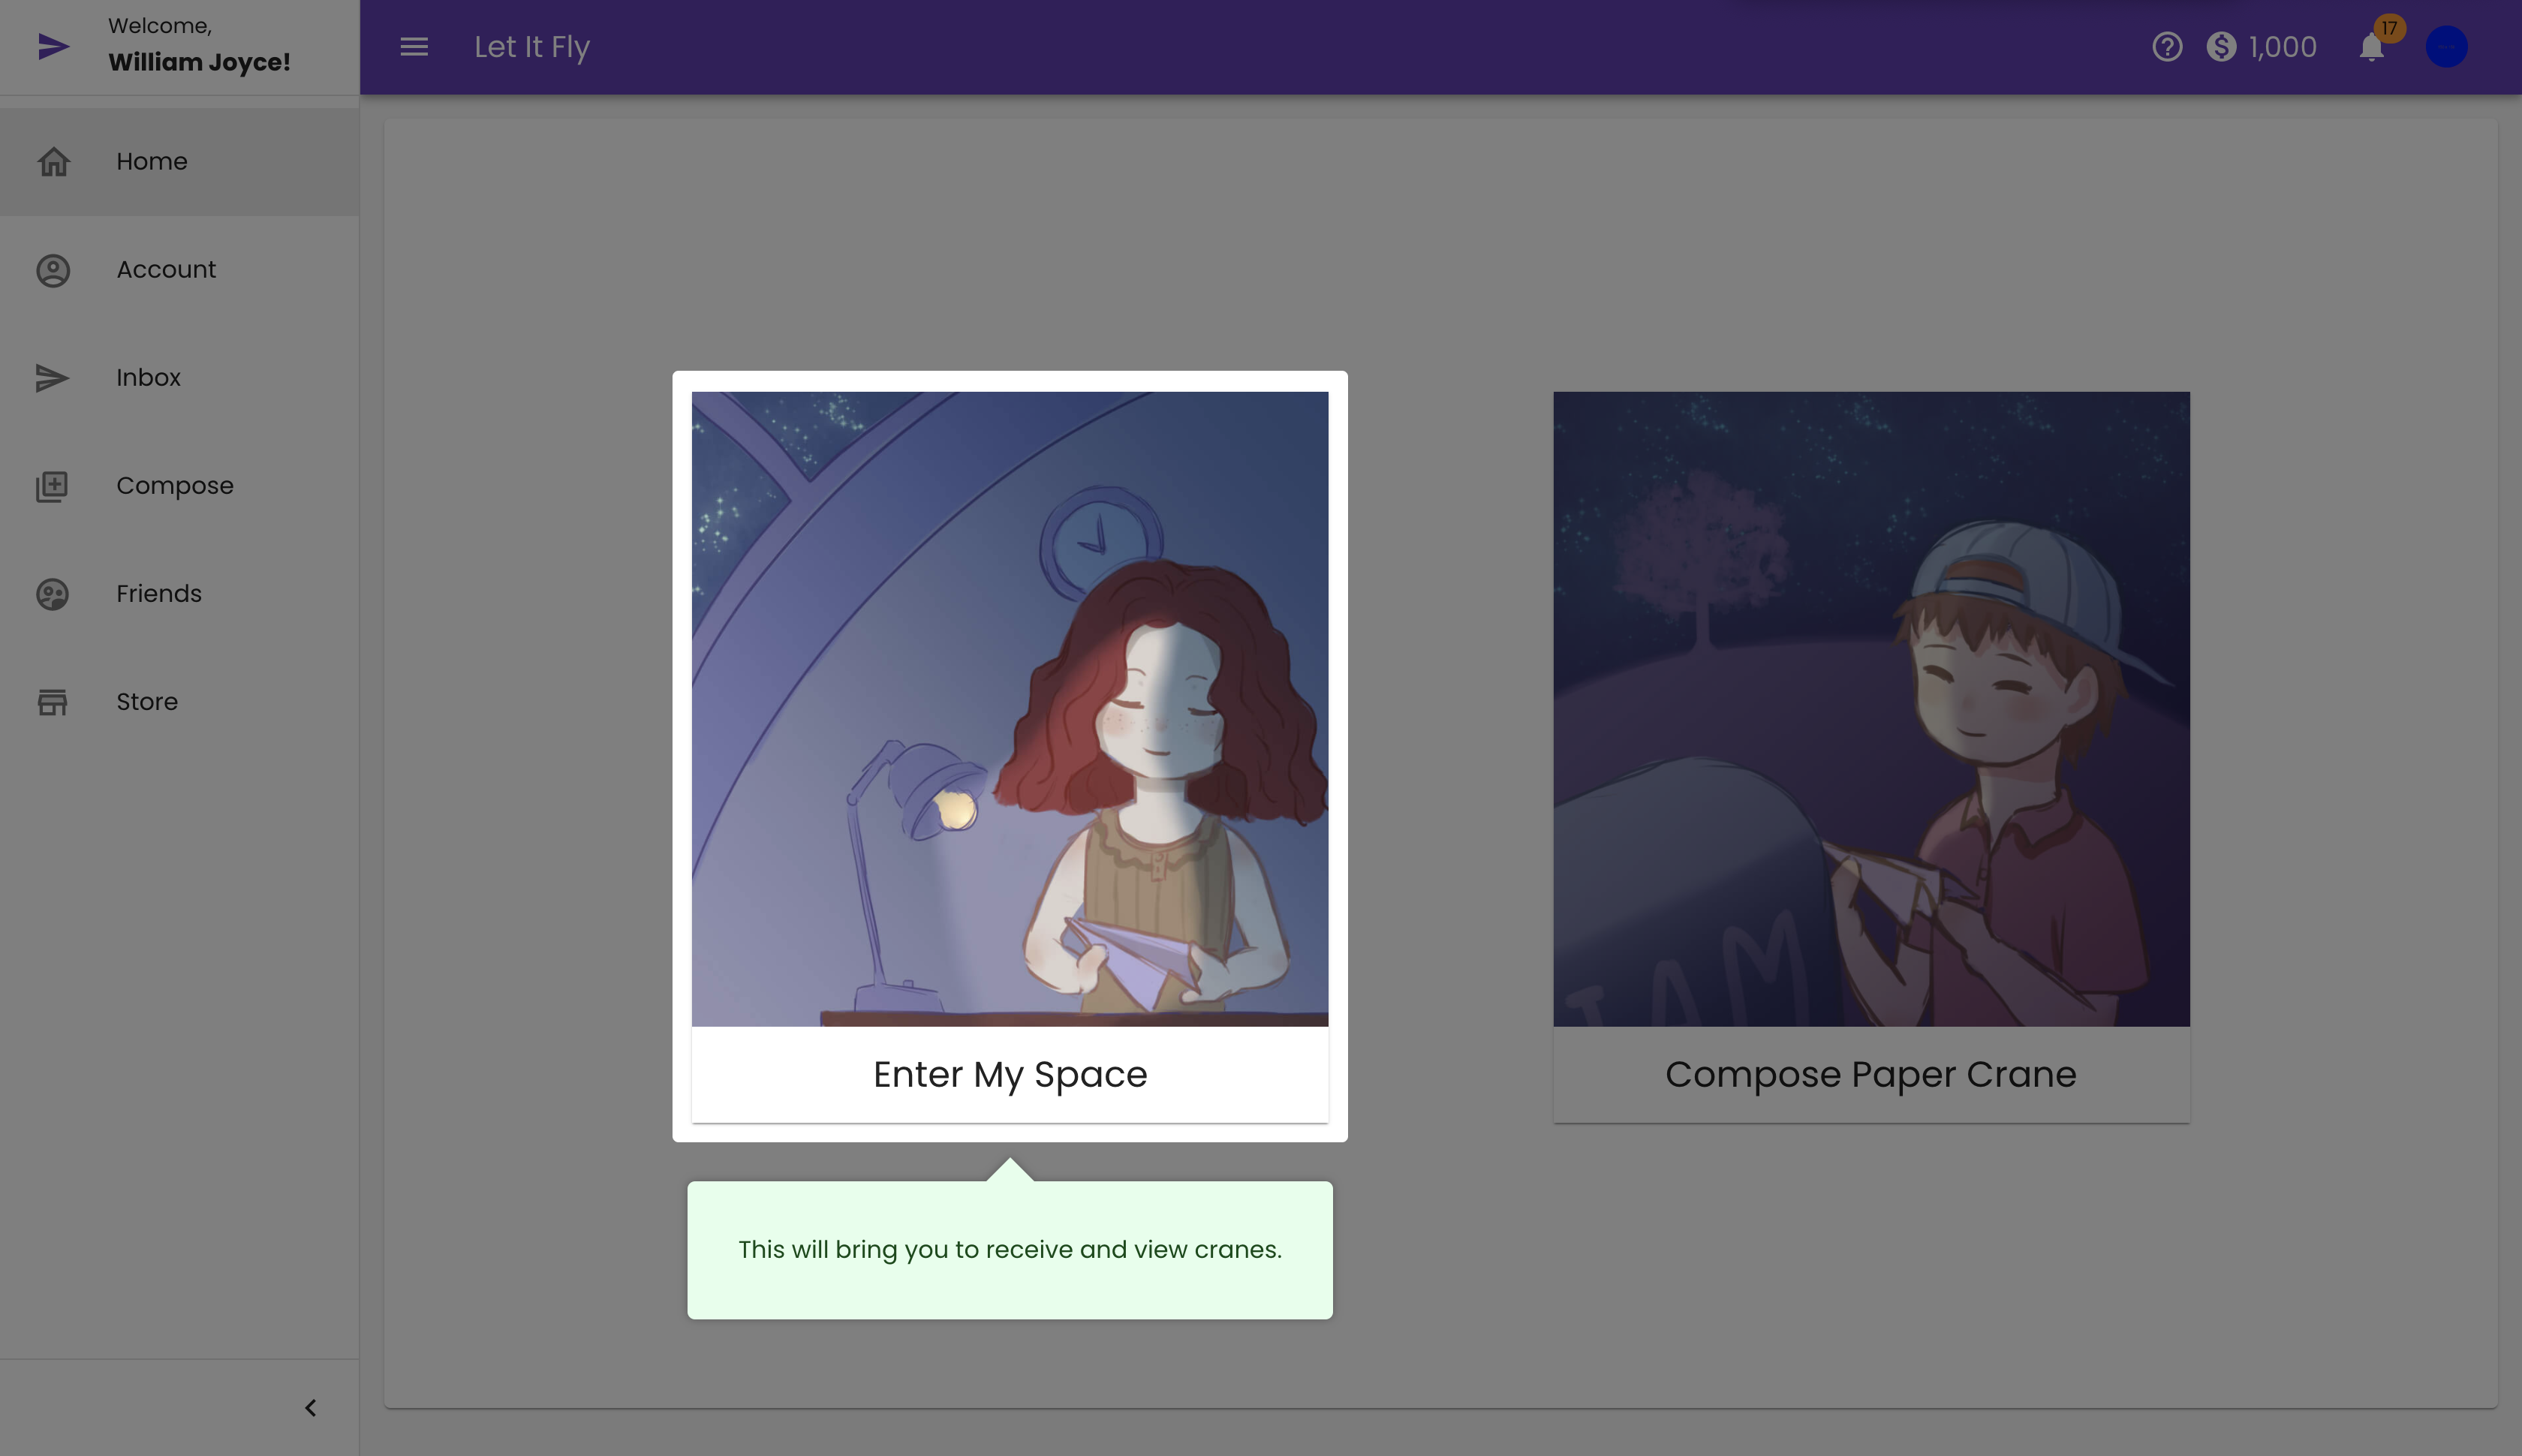 Welcome,
William Joyce!
Let It Fly
1,000
17
Home
Account
Inbox
Compose
Friends
Store
I AM
Enter My Space
Compose Paper Crane
This will bring you to receive and view cranes.